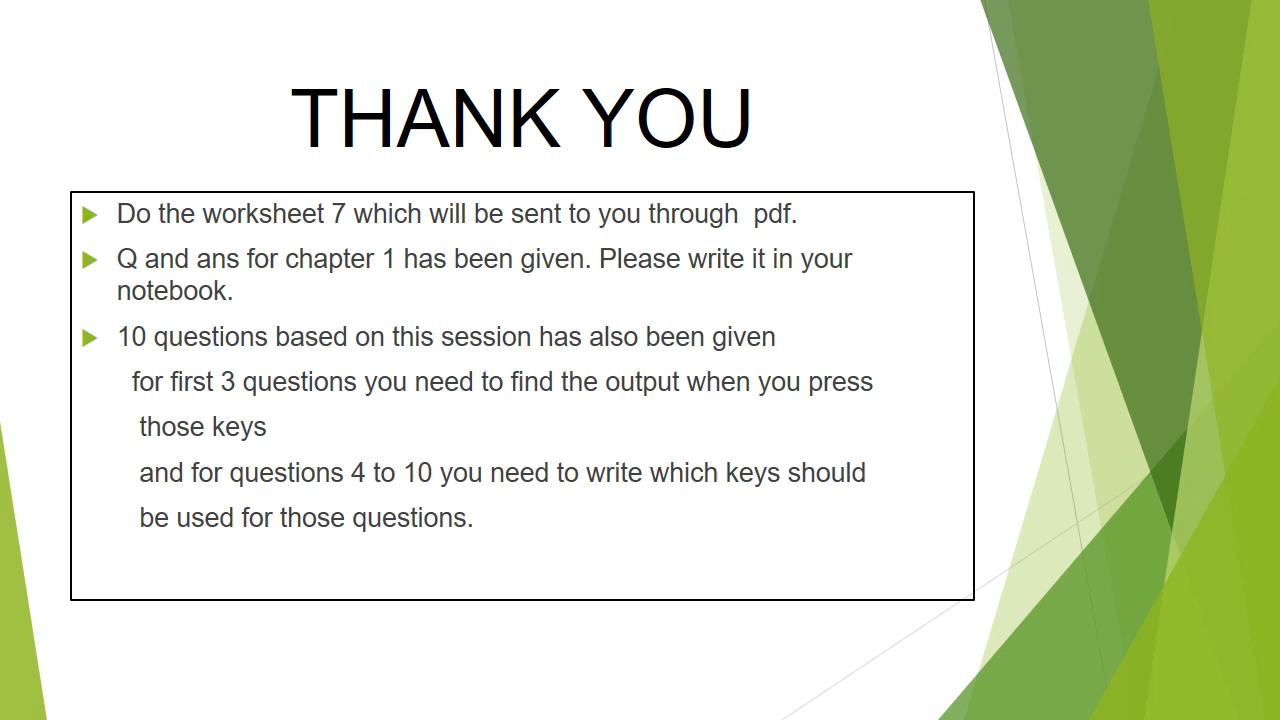 THANK YOU
Do the worksheet 7 which will be sent to you through  pdf.
Q and ans for chapter 1 has been given. Please write it in your
notebook.
10 questions based on this session has also been given
for first 3 questions you need to find the output when you press
those keys
and for questions 4 to 10 you need to write which keys should
be used for those questions.